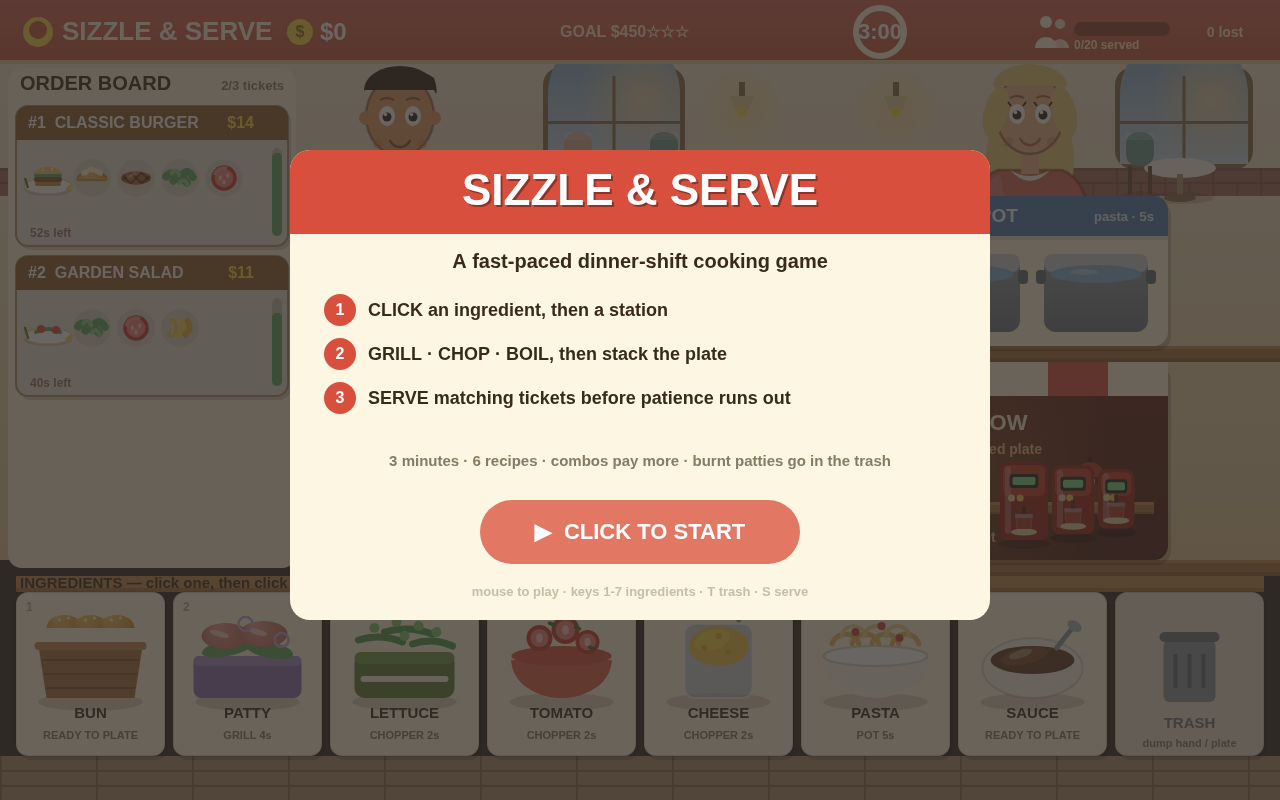 SIZZLE & SERVE
$ $0
GOAL $450☆☆☆
3:00
0/20 served
0 lost
ORDER BOARD
2/3 tickets
#1 CLASSIC BURGER $14
52s left
#2 GARDEN SALAD $11
40s left
SIZZLE & SERVE
A fast-paced dinner-shift cooking game
1 CLICK an ingredient, then a station
2 GRILL · CHOP · BOIL, then stack the plate
3 SERVE matching tickets before patience runs out
3 minutes · 6 recipes · combos pay more · burnt patties go in the trash
▶ CLICK TO START
mouse to play · keys 1-7 ingredients · T trash · S serve
POT
pasta · 5s
OW
ed plate
INGREDIENTS — click one, then click
1
BUN
READY TO PLATE
2
PATTY
GRILL 4s
LETTUCE
CHOPPER 2s
TOMATO
CHOPPER 2s
CHEESE
CHOPPER 2s
PASTA
POT 5s
SAUCE
READY TO PLATE
TRASH
dump hand / plate